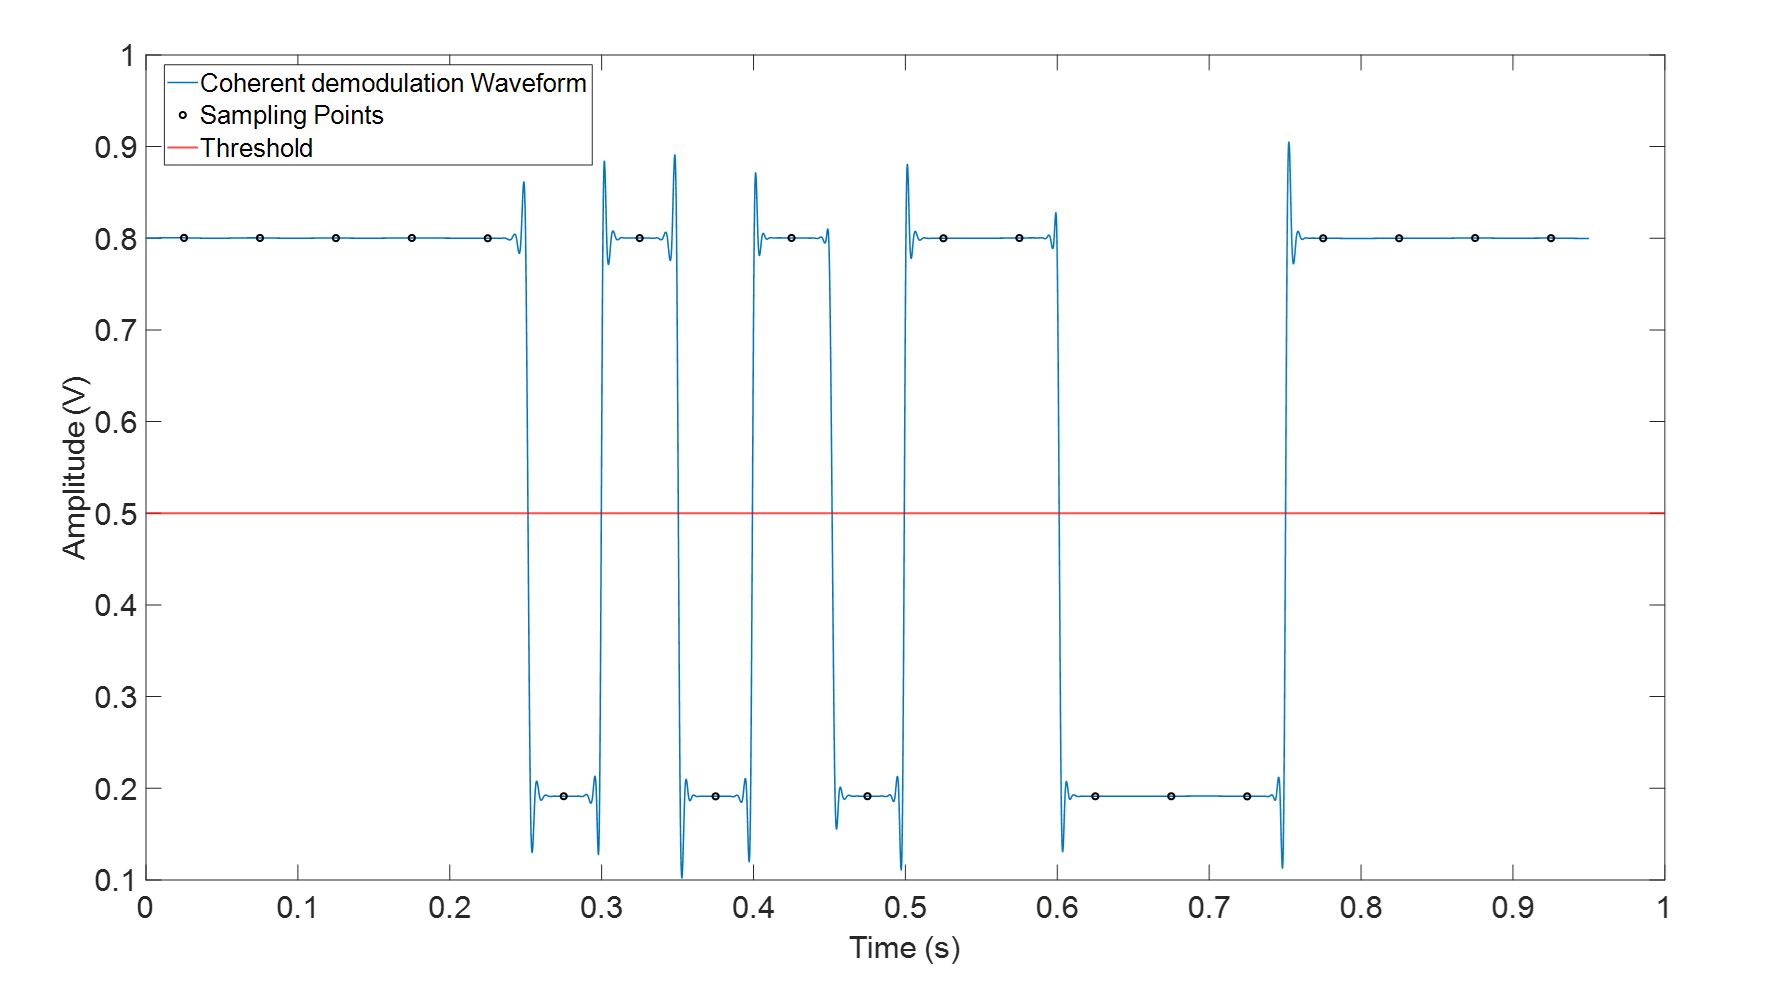 Coherent demodulation Waveform
Sampling Points
Threshold
1
0.9
0.8
0.7
0.6
0.5
0.4
0.3
0.2
0.1
Amplitude (V)
0 0.1 0.2 0.3 0.4 0.5 0.6 0.7 0.8 0.9 1
Time (s)